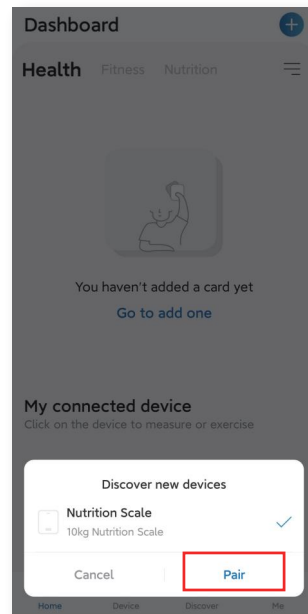 Dashboard
Health Fitness Nutrition
You haven't added a card yet
Go to add one
My connected device
Click on the device to measure or exercise
Discover new devices
Nutrition Scale
10kg Nutrition Scale
Cancel Pair
Home Device Discover Me